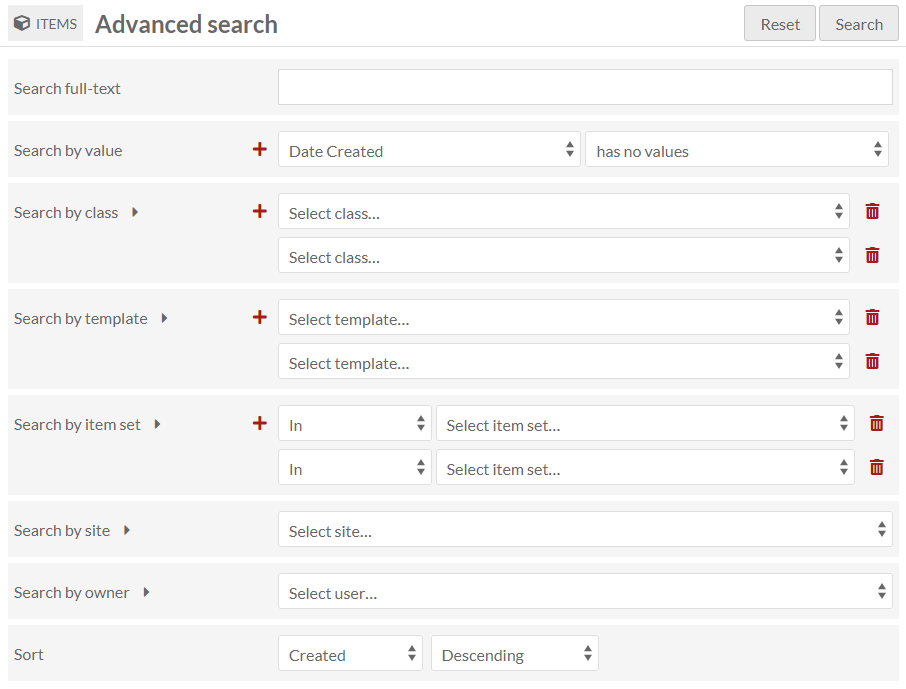 ITEMS Advanced search Reset Search
Search full-text
Search by value Date Created has no values
Search by class Select class...
Select class...
Search by template Select template...
Select template...
Search by item set In Select item set...
In Select item set...
Search by site Select site...
Search by owner Select user...
Sort Created Descending